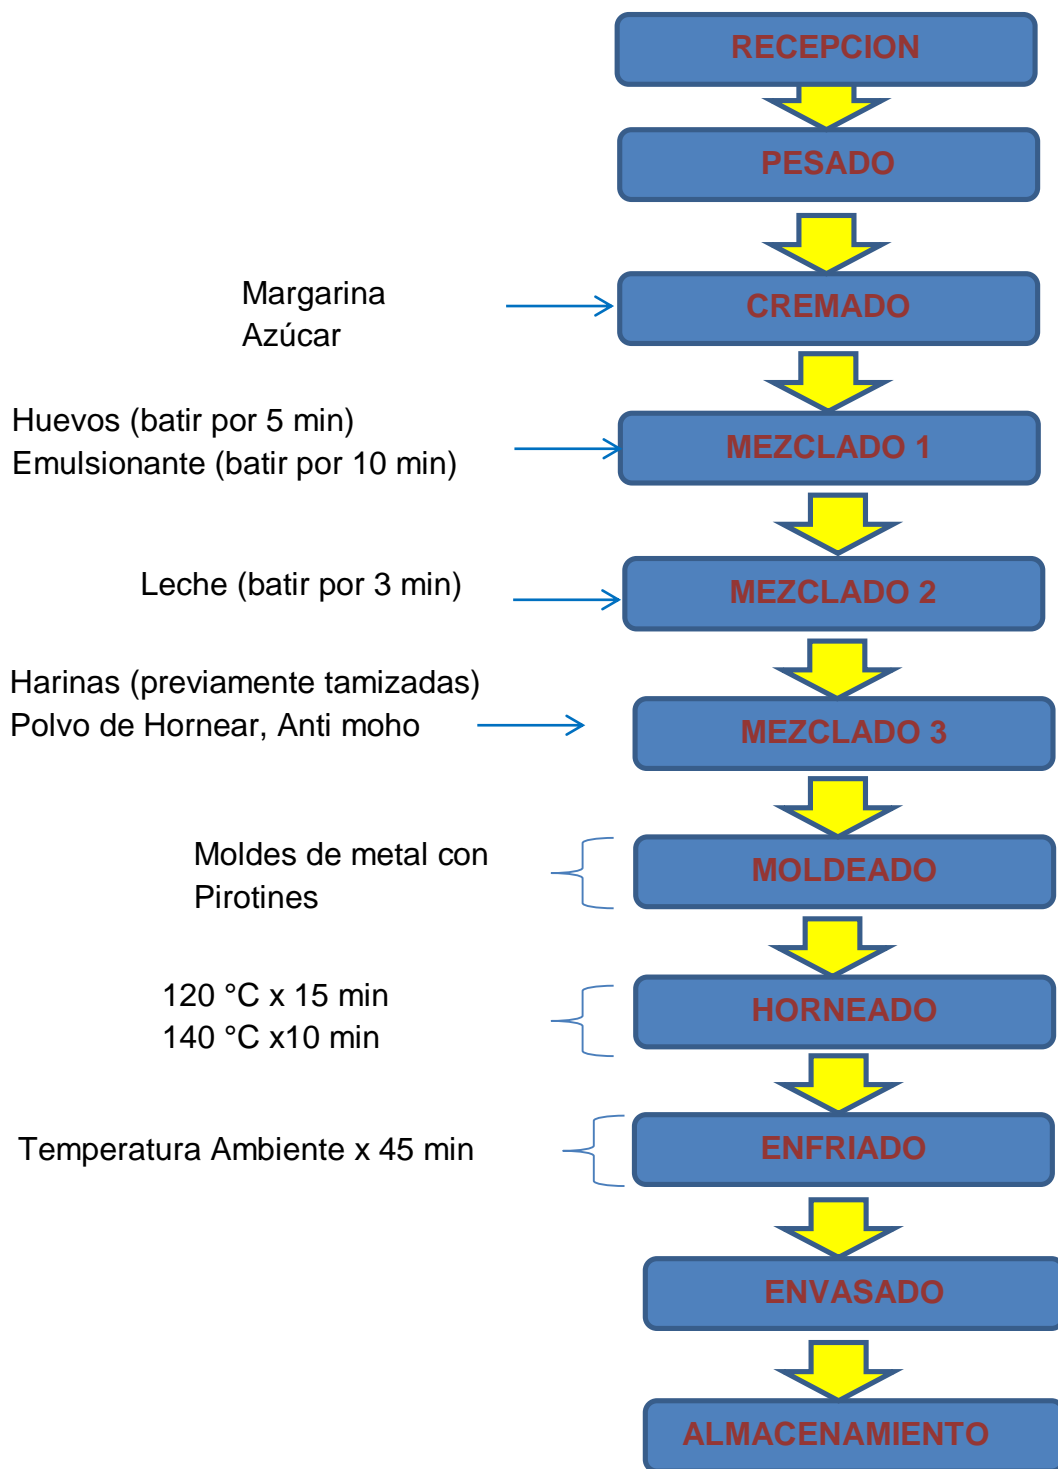 RECEPCION
PESADO
Margarina
Azúcar
CREMADO
Huevos (batir por 5 min)
Emulsionante (batir por 10 min)
MEZCLADO 1
Leche (batir por 3 min)
MEZCLADO 2
Harinas (previamente tamizadas)
Polvo de Hornear, Anti moho
MEZCLADO 3
Moldes de metal con
Pirotines
MOLDEADO
120 °C x 15 min
140 °C x10 min
HORNEADO
Temperatura Ambiente x 45 min
ENFRIADO
ENVASADO
ALMACENAMIENTO